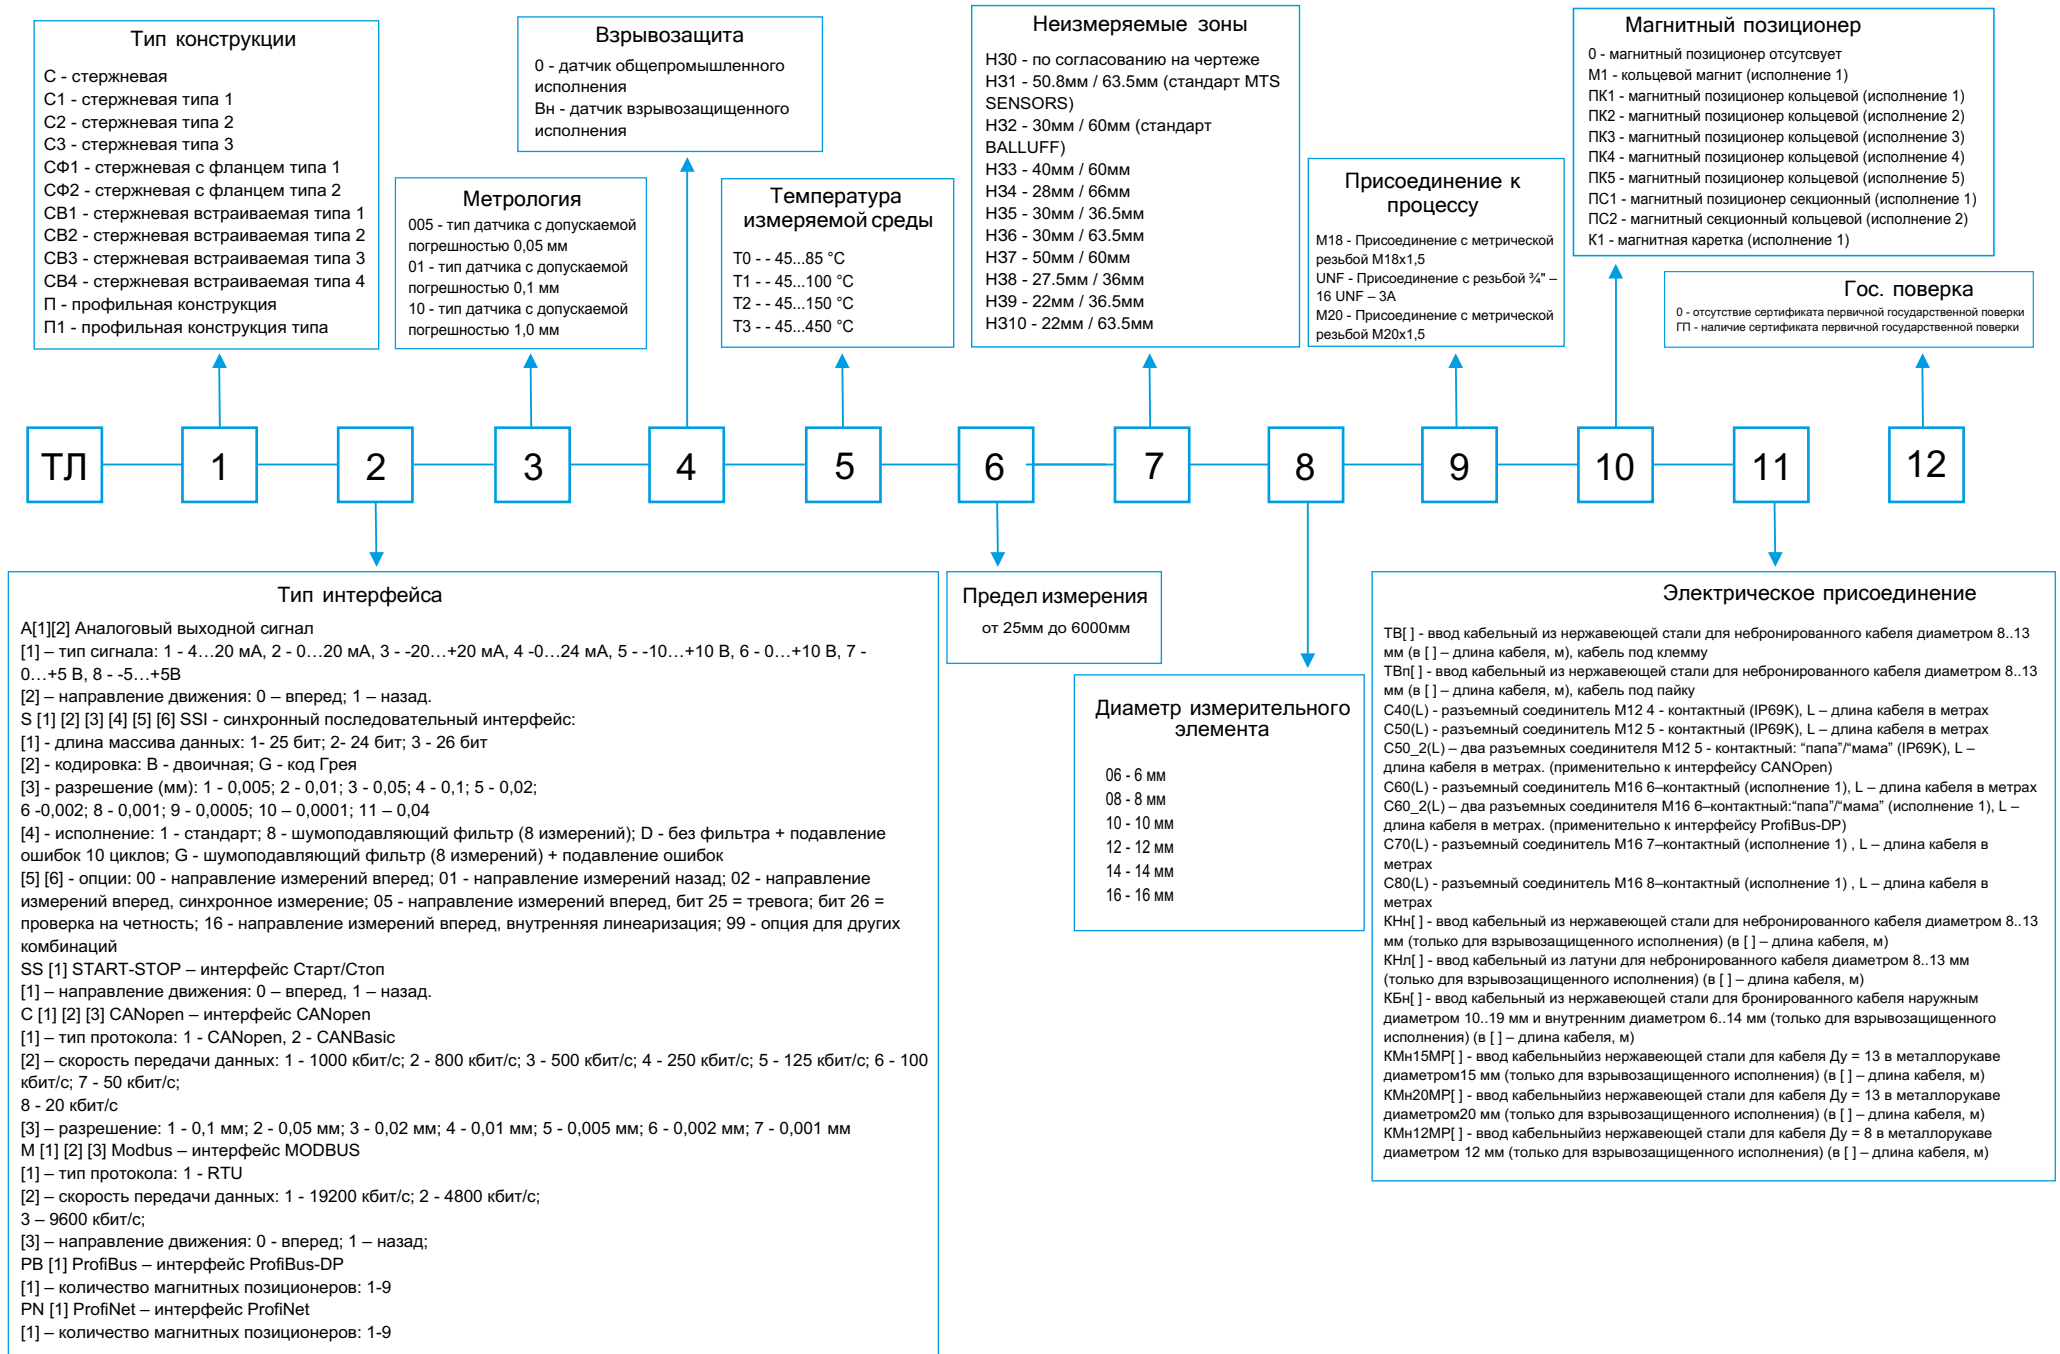 Тип конструкции
С - стержневая
С1 - стержневая типа 1
С2 - стержневая типа 2
С3 - стержневая типа 3
СФ1 - стержневая с фланцем типа 1
СФ2 - стержневая с фланцем типа 2
СВ1 - стержневая встраиваемая типа 1
СВ2 - стержневая встраиваемая типа 2
СВ3 - стержневая встраиваемая типа 3
СВ4 - стержневая встраиваемая типа 4
П - профильная конструкция
П1 - профильная конструкция типа
Метрология
005 - тип датчика с допускаемой
погрешностью 0,05 мм
01 - тип датчика с допускаемой
погрешностью 0,1 мм
10 - тип датчика с допускаемой
погрешностью 1,0 мм
Взрывозащита
0 - датчик общепромышленного
исполнения
Вн - датчик взрывозащищенного
исполнения
Температура
измеряемой среды
Т0 - - 45...85 °С
Т1 - - 45...100 °С
Т2 - - 45...150 °С
Т3 - - 45...450 °С
Неизмеряемые зоны
НЗ0 - по согласованию на чертеже
НЗ1 - 50.8мм / 63.5мм (стандарт MTS
SENSORS)
НЗ2 - 30мм / 60мм (стандарт
BALLUFF)
НЗ3 - 40мм / 60мм
НЗ4 - 28мм / 66мм
НЗ5 - 30мм / 36.5мм
НЗ6 - 30мм / 63.5мм
НЗ7 - 50мм / 60мм
НЗ8 - 27.5мм / 36мм
НЗ9 - 22мм / 36.5мм
НЗ10 - 22мм / 63.5мм
Присоединение к
процессу
М18 - Присоединение с метрической
резьбой М18х1,5
UNF - Присоединение с резьбой ¾" –
16 UNF – 3А
М20 - Присоединение с метрической
резьбой М20х1,5
Магнитный позиционер
0 - магнитный позиционер отсутсвует
М1 - кольцевой магнит (исполнение 1)
ПК1 - магнитный позиционер кольцевой (исполнение 1)
ПК2 - магнитный позиционер кольцевой (исполнение 2)
ПК3 - магнитный позиционер кольцевой (исполнение 3)
ПК4 - магнитный позиционер кольцевой (исполнение 4)
ПК5 - магнитный позиционер кольцевой (исполнение 5)
ПС1 - магнитный позиционер секционный (исполнение 1)
ПС2 - магнитный секционный кольцевой (исполнение 2)
К1 - магнитная каретка (исполнение 1)
Гос. поверка
0 - отсутствие сертификата первичной государственной поверки
ГП - наличие сертификата первичной государственной поверки
ТЛ 1 2 3 4 5 6 7 8 9 10 11 12
Тип интерфейса
А[1][2] Аналоговый выходной сигнал
[1] – тип сигнала: 1 - 4…20 мА, 2 - 0…20 мА, 3 - -20…+20 мА, 4 -0…24 мА, 5 - -10…+10 В, 6 - 0…+10 В, 7 -
0…+5 В, 8 - -5…+5В
[2] – направление движения: 0 – вперед; 1 – назад.
S [1] [2] [3] [4] [5] [6] SSI - синхронный последовательный интерфейс:
[1] - длина массива данных: 1- 25 бит; 2- 24 бит; 3 - 26 бит
[2] - кодировка: B - двоичная; G - код Грея
[3] - разрешение (мм): 1 - 0,005; 2 - 0,01; 3 - 0,05; 4 - 0,1; 5 - 0,02;
6 -0,002; 8 - 0,001; 9 - 0,0005; 10 – 0,0001; 11 – 0,04
[4] - исполнение: 1 - стандарт; 8 - шумоподавляющий фильтр (8 измерений); D - без фильтра + подавление
ошибок 10 циклов; G - шумоподавляющий фильтр (8 измерений) + подавление ошибок
[5] [6] - опции: 00 - направление измерений вперед; 01 - направление измерений назад; 02 - направление
измерений вперед, синхронное измерение; 05 - направление измерений вперед, бит 25 = тревога; бит 26 =
проверка на четность; 16 - направление измерений вперед, внутренняя линеаризация; 99 - опция для других
комбинаций
SS [1] START-STOP – интерфейс Старт/Стоп
[1] – направление движения: 0 – вперед, 1 – назад.
C [1] [2] [3] CANopen – интерфейс CANopen
[1] – тип протокола: 1 - CANopen, 2 - CANBasic
[2] – скорость передачи данных: 1 - 1000 кбит/с; 2 - 800 кбит/с; 3 - 500 кбит/с; 4 - 250 кбит/с; 5 - 125 кбит/с; 6 - 100
кбит/с; 7 - 50 кбит/с;
8 - 20 кбит/с
[3] – разрешение: 1 - 0,1 мм; 2 - 0,05 мм; 3 - 0,02 мм; 4 - 0,01 мм; 5 - 0,005 мм; 6 - 0,002 мм; 7 - 0,001 мм
M [1] [2] [3] Modbus – интерфейс MODBUS
[1] – тип протокола: 1 - RTU
[2] – скорость передачи данных: 1 - 19200 кбит/с; 2 - 4800 кбит/с;
3 – 9600 кбит/с;
[3] – направление движения: 0 - вперед; 1 – назад;
PB [1] ProfiBus – интерфейс ProfiBus-DP
[1] – количество магнитных позиционеров: 1-9
PN [1] ProfiNet – интерфейс ProfiNet
[1] – количество магнитных позиционеров: 1-9
Предел измерения
от 25мм до 6000мм
Диаметр измерительного
элемента
06 - 6 мм
08 - 8 мм
10 - 10 мм
12 - 12 мм
14 - 14 мм
16 - 16 мм
Электрическое присоединение
ТВ[ ] - ввод кабельный из нержавеющей стали для небронированного кабеля диаметром 8..13
мм (в [ ] – длина кабеля, м), кабель под клемму
ТВп[ ] - ввод кабельный из нержавеющей стали для небронированного кабеля диаметром 8..13
мм (в [ ] – длина кабеля, м), кабель под пайку
С40(L) - разъемный соединитель М12 4 - контактный (IP69K), L – длина кабеля в метрах
С50(L) - разъемный соединитель М12 5 - контактный (IP69K), L – длина кабеля в метрах
С50_2(L) – два разъемных соединителя М12 5 - контактный: “папа”/“мама” (IP69K), L –
длина кабеля в метрах. (применительно к интерфейсу CANOpen)
С60(L) - разъемный соединитель М16 6–контактный (исполнение 1), L – длина кабеля в метрах
С60_2(L) – два разъемных соединителя М16 6–контактный:“папа”/“мама” (исполнение 1), L –
длина кабеля в метрах. (применительно к интерфейсу ProfiBus-DP)
С70(L) - разъемный соединитель М16 7–контактный (исполнение 1) , L – длина кабеля в
метрах
С80(L) - разъемный соединитель М16 8–контактный (исполнение 1) , L – длина кабеля в
метрах
КНн[ ] - ввод кабельный из нержавеющей стали для небронированного кабеля диаметром 8..13
мм (только для взрывозащищенного исполнения) (в [ ] – длина кабеля, м)
КНл[ ] - ввод кабельный из латуни для небронированного кабеля диаметром 8..13 мм
(только для взрывозащищенного исполнения) (в [ ] – длина кабеля, м)
КБн[ ] - ввод кабельный из нержавеющей стали для бронированного кабеля наружным
диаметром 10..19 мм и внутренним диаметром 6..14 мм (только для взрывозащищенного
исполнения) (в [ ] – длина кабеля, м)
КМн15МР[ ] - ввод кабельныйиз нержавеющей стали для кабеля Ду = 13 в металлорукаве
диаметром15 мм (только для взрывозащищенного исполнения) (в [ ] – длина кабеля, м)
КМн20МР[ ] - ввод кабельныйиз нержавеющей стали для кабеля Ду = 13 в металлорукаве
диаметром20 мм (только для взрывозащищенного исполнения) (в [ ] – длина кабеля, м)
КМн12МР[ ] - ввод кабельныйиз нержавеющей стали для кабеля Ду = 8 в металлорукаве
диаметром 12 мм (только для взрывозащищенного исполнения) (в [ ] – длина кабеля, м)